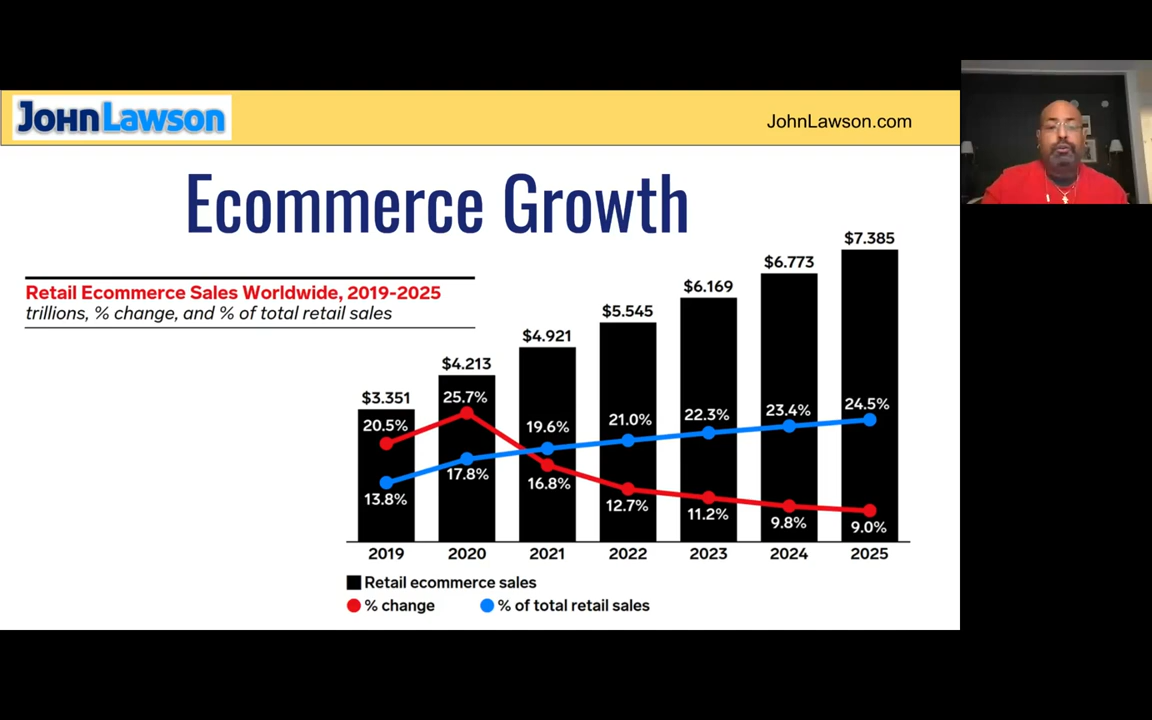 JohnLawson
JohnLawson.com
Ecommerce Growth
Retail Ecommerce Sales Worldwide, 2019-2025
trillions, % change, and % of total retail sales
$3.351
$4.213
$4.921
$5.545
$6.169
$6.773
$7.385
20.5%
25.7%
16.8%
12.7%
11.2%
9.8%
9.0%
13.8%
17.8%
19.6%
21.0%
22.3%
23.4%
24.5%
2019 2020 2021 2022 2023 2024 2025
Retail ecommerce sales
% change % of total retail sales